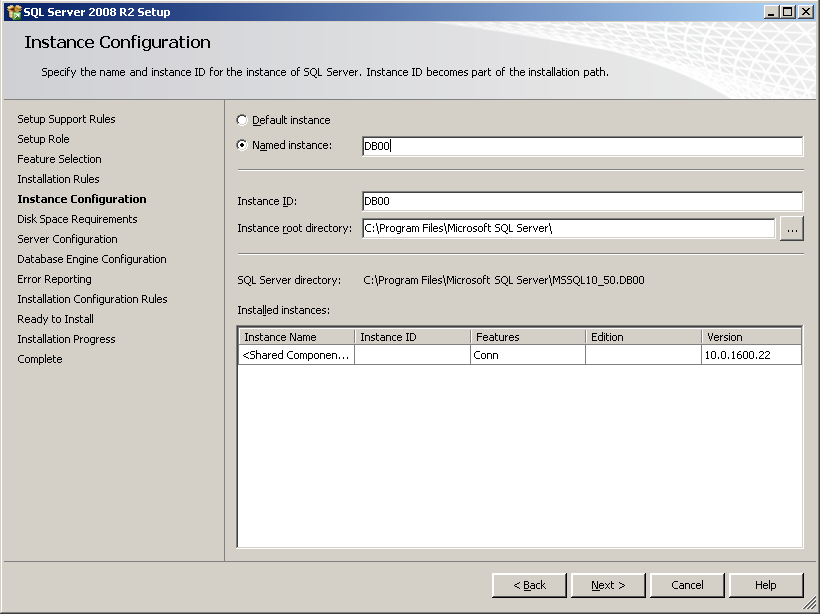 SQL Server 2008 R2 Setup
Instance Configuration
Specify the name and instance ID for the instance of SQL Server. Instance ID becomes part of the installation path.
Setup Support Rules
Setup Role
Feature Selection
Installation Rules
Instance Configuration
Disk Space Requirements
Server Configuration
Database Engine Configuration
Error Reporting
Installation Configuration Rules
Ready to Install
Installation Progress
Complete
Default instance
Named instance: DB00
Instance ID: DB00
Instance root directory: C:\Program Files\Microsoft SQL Server\ ...
SQL Server directory: C:\Program Files\Microsoft SQL Server\MSSQL10_50.DB00
Installed instances:
Instance Name Instance ID Features Edition Version
<Shared Componen... Conn 10.0.1600.22
< Back Next > Cancel Help